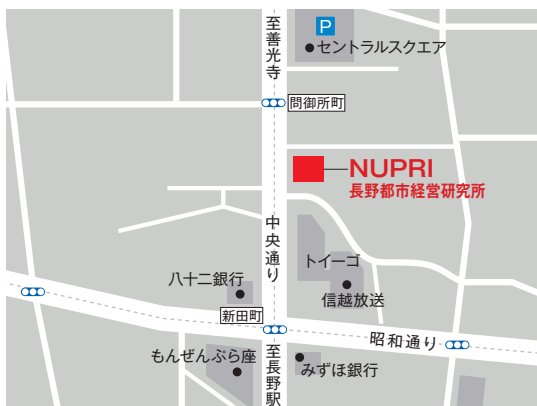 至善光寺
P
セントラルスクエア
問御所町
NUPRI
長野都市経営研究所
中央通り
トイーゴ
八十二銀行
信越放送
新田町
昭和通り
もんぜんぷら座
至長野駅
みずほ銀行